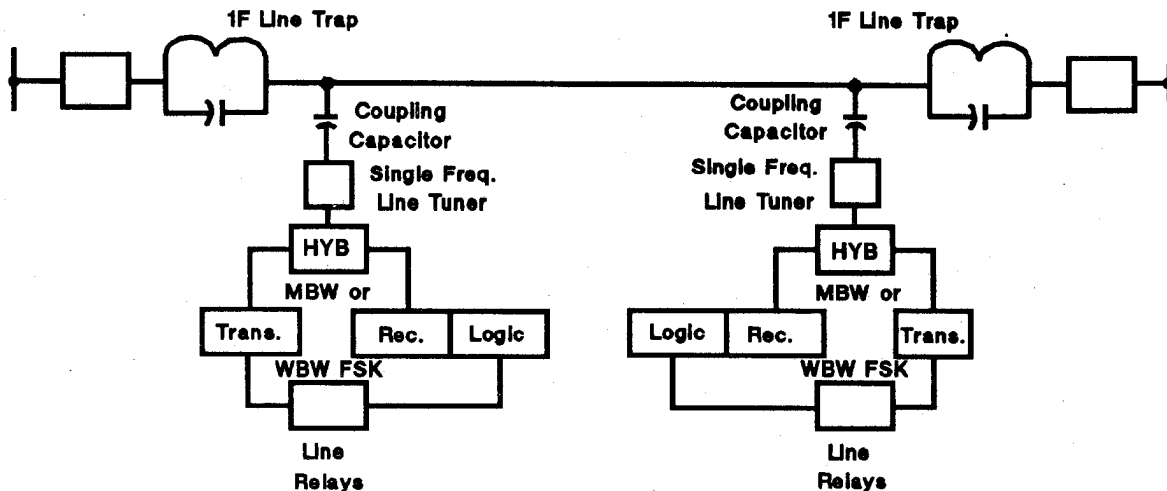 1F Line Trap
1F Line Trap
Coupling
Capacitor
Coupling
Capacitor
Single Freq.
Line Tuner
Single Freq.
Line Tuner
HYB
HYB
MBW or
MBW or
Trans.
Rec.
Logic
Logic
Rec.
Trans.
WBW FSK
WBW FSK
Line
Relays
Line
Relays